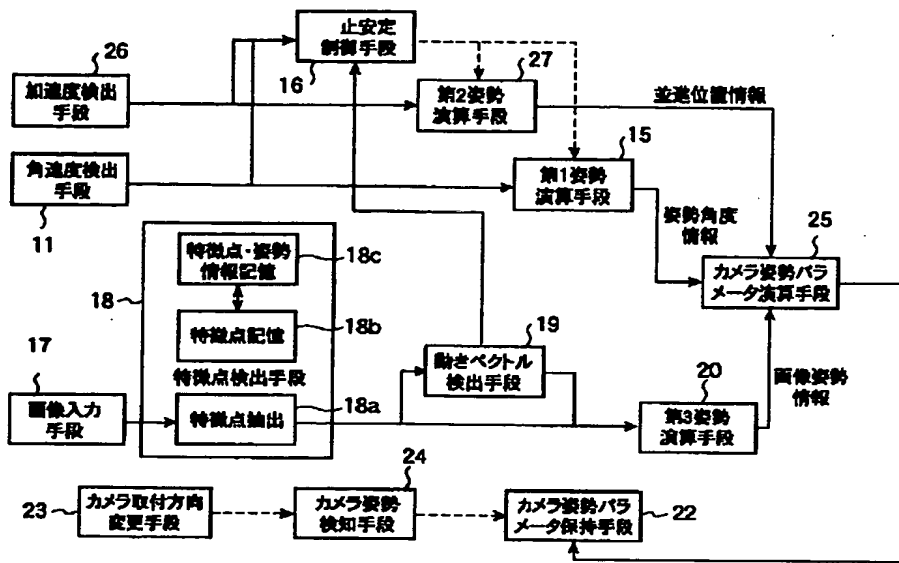 止安定
制御手段
16
26
加速度検出
手段
27
第2姿勢
演算手段
並進位置情報
角速度検出
手段
11
15
第1姿勢
演算手段
姿勢角度
情報
25
カメラ姿勢パラ
メータ演算手段
18
特徴点・姿勢
情報記憶
18c
特徴点記憶
18b
特徴点検出手段
特徴点抽出
18a
17
画像入力
手段
19
動きベクトル
検出手段
20
第3姿勢
演算手段
画像姿勢
情報
23
カメラ取付方向
変更手段
24
カメラ姿勢
検知手段
カメラ姿勢パラ
メータ保持手段
22